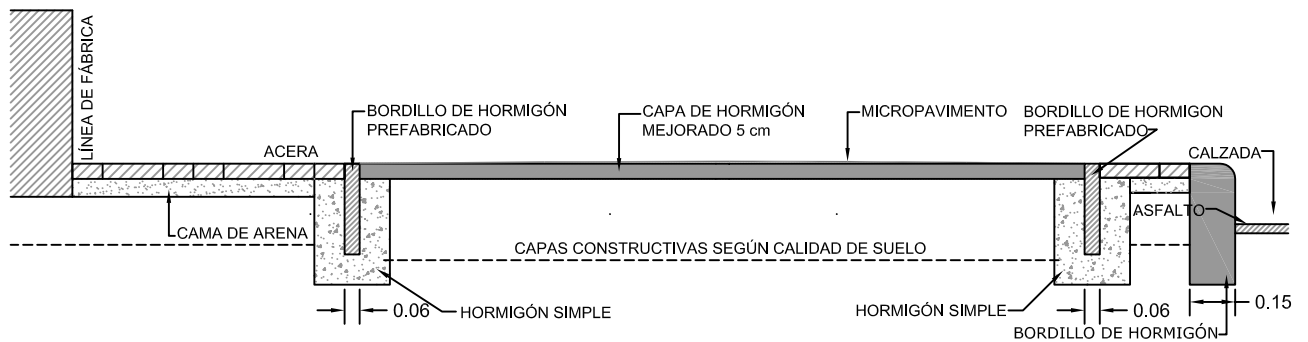 LÍNEA DE FÁBRICA
ACERA
BORDILLO DE HORMIGÓN
PREFABRICADO
CAPA DE HORMIGÓN
MEJORADO 5 cm
MICROPAVIMENTO
BORDILLO DE HORMIGON
PREFABRICADO
CALZADA
ASFALTO
CAMA DE ARENA
CAPAS CONSTRUCTIVAS SEGÚN CALIDAD DE SUELO
0.06
HORMIGÓN SIMPLE
HORMIGÓN SIMPLE
0.06
0.15
BORDILLO DE HORMIGÓN